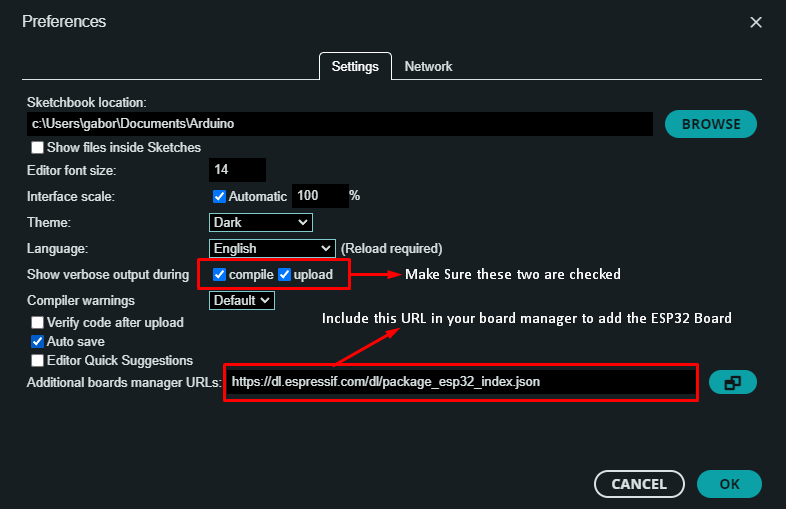 Preferences
Settings Network
Sketchbook location:
c:\Users\gabor\Documents\Arduino BROWSE
Show files inside Sketches
Editor font size: 14
Interface scale: Automatic 100 %
Theme: Dark
Language: English (Reload required)
Show verbose output during compile upload Make Sure these two are checked
Compiler warnings Default
Include this URL in your board manager to add the ESP32 Board
Verify code after upload
Auto save
Editor Quick Suggestions
Additional boards manager URLs: https://dl.espressif.com/dl/package_esp32_index.json
CANCEL OK